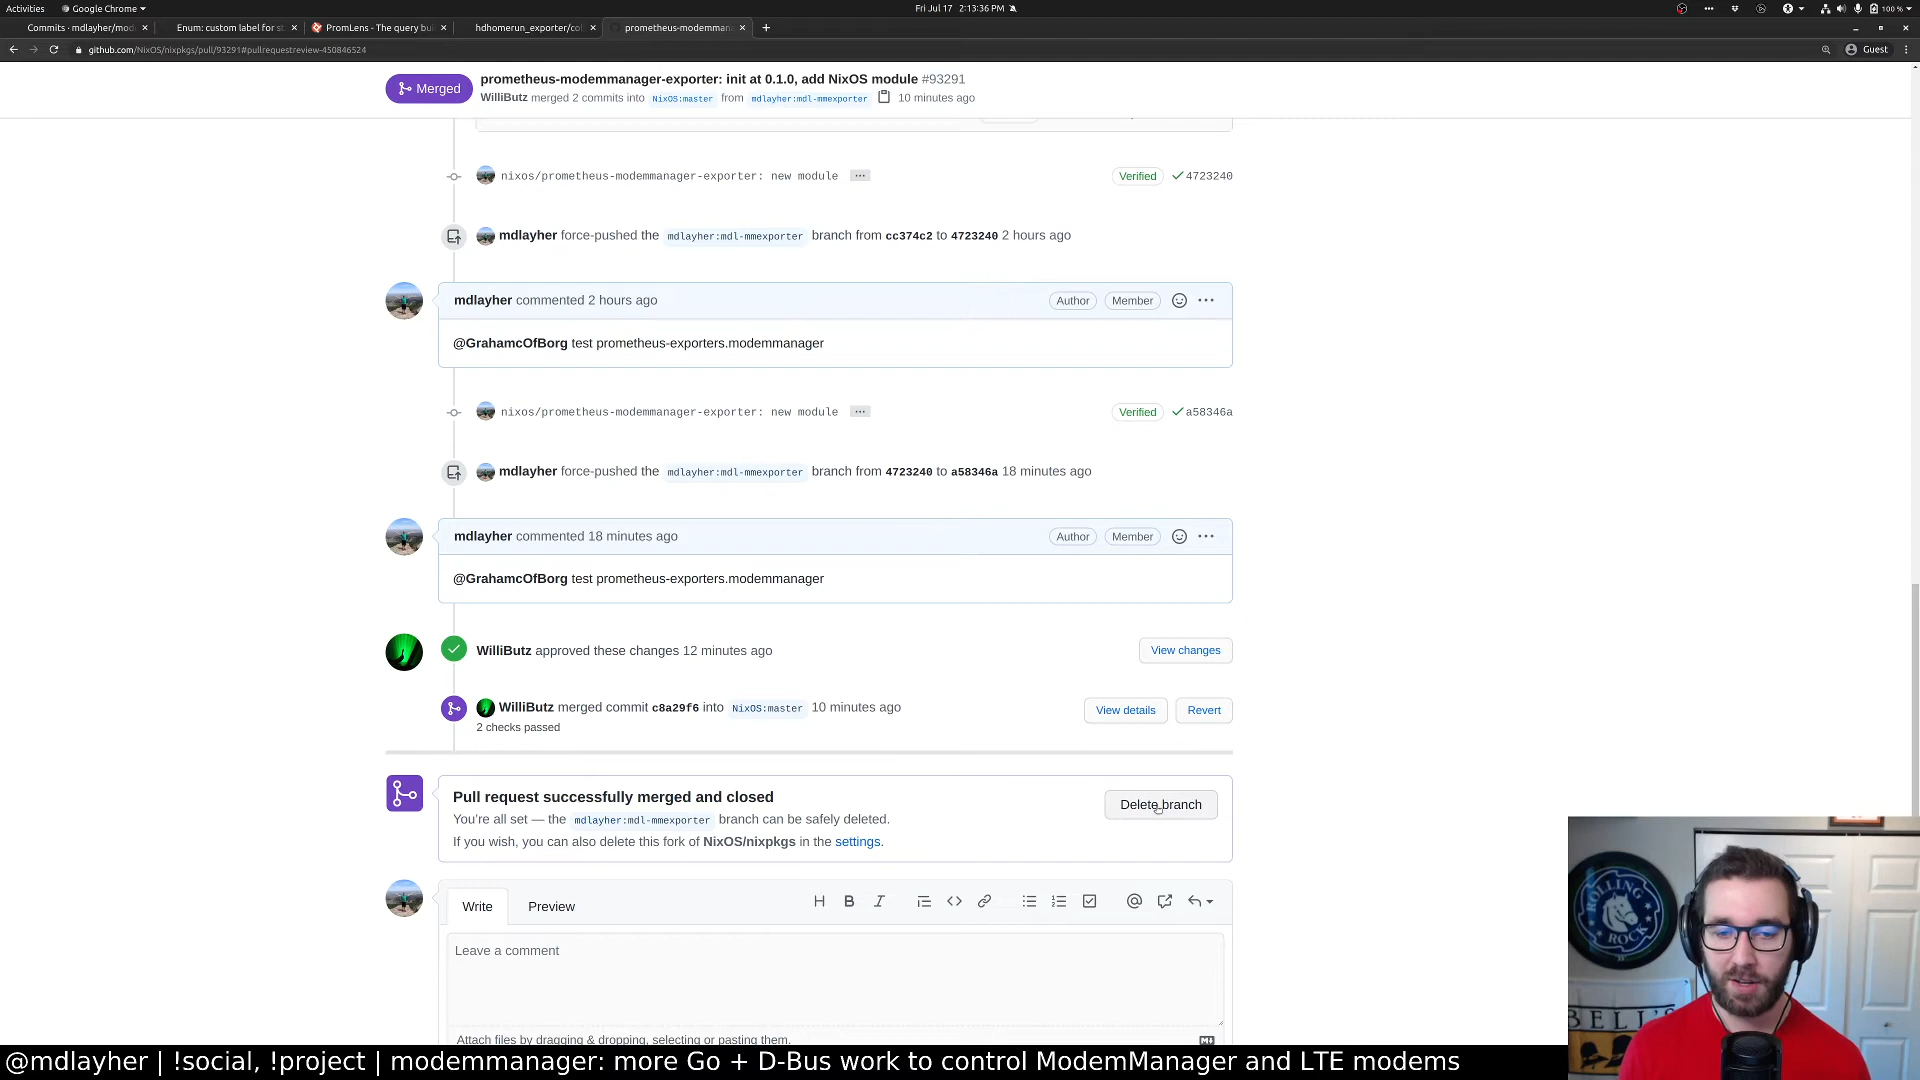 Activities
Google Chrome
Fri Jul 17 2:13:36 PM
100 %
Commits · mdlayher/mod
Enum: custom label for st
PromLens - The query bui
hdhomerun_exporter/col
prometheus-modemman
github.com/NixOS/nixpkgs/pull/93291#pullrequestreview-450846524
Guest
Merged
prometheus-modemmanager-exporter: init at 0.1.0, add NixOS module #93291
WilliButz merged 2 commits into NixOS:master from mdlayher:mdl-mmexporter 10 minutes ago
nixos/prometheus-modemmanager-exporter: new module ... Verified 4723240
mdlayher force-pushed the mdlayher:mdl-mmexporter branch from cc374c2 to 4723240 2 hours ago
mdlayher commented 2 hours ago Author Member ...
@GrahamcOfBorg test prometheus-exporters.modemmanager
nixos/prometheus-modemmanager-exporter: new module ... Verified a58346a
mdlayher force-pushed the mdlayher:mdl-mmexporter branch from 4723240 to a58346a 18 minutes ago
mdlayher commented 18 minutes ago Author Member ...
@GrahamcOfBorg test prometheus-exporters.modemmanager
WilliButz approved these changes 12 minutes ago View changes
WilliButz merged commit c8a29f6 into NixOS:master 10 minutes ago View details Revert
2 checks passed
Pull request successfully merged and closed
Delete branch
You're all set — the mdlayher:mdl-mmexporter branch can be safely deleted.
If you wish, you can also delete this fork of NixOS/nixpkgs in the settings.
Write Preview H B I
Leave a comment
Attach files by dragging & dropping, selecting or pasting them.
ROLLING
ROCK
BELL'S
@mdlayher | !social, !project | modemmanager: more Go + D-Bus work to control ModemManager and LTE modems